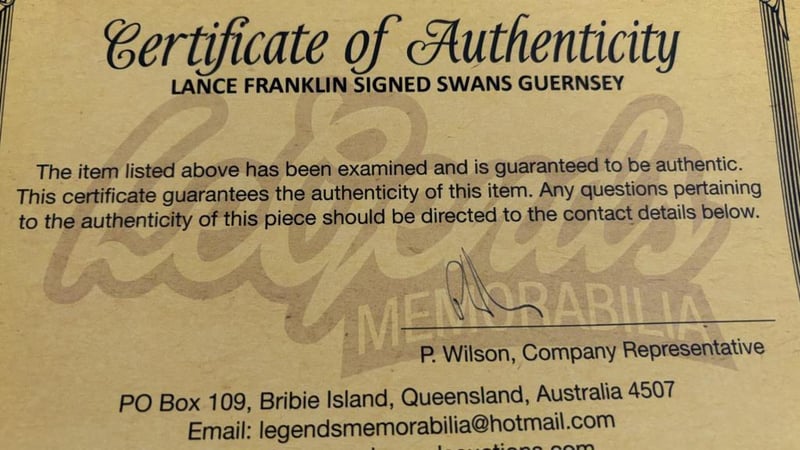 Certificate of Authenticity
LANCE FRANKLIN SIGNED SWANS GUERNSEY
Legends
MEMORABILIA
The item listed above has been examined and is guaranteed to be authentic.
This certificate guarantees the authenticity of this item. Any questions pertaining
to the authenticity of this piece should be directed to the contact details below.
P. Wilson, Company Representative
PO Box 109, Bribie Island, Queensland, Australia 4507
Email: legendsmemorabilia@hotmail.com